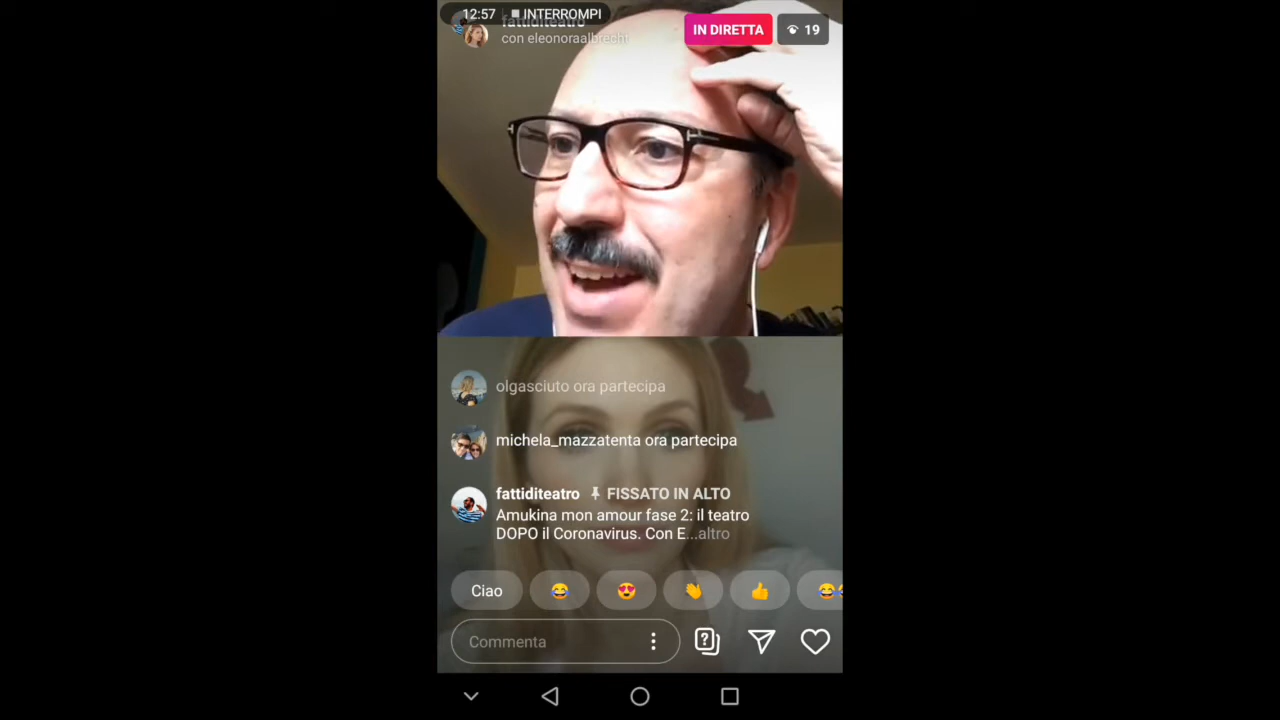 12:57 INTERROMPI
fattiditeatro
con eleonoraalbrecht
IN DIRETTA 19
olgasciuto ora partecipa
michela_mazzatenta ora partecipa
fattiditeatro FISSATO IN ALTO
Amukina mon amour fase 2: il teatro
DOPO il Coronavirus. Con E...altro
Ciao
Commenta